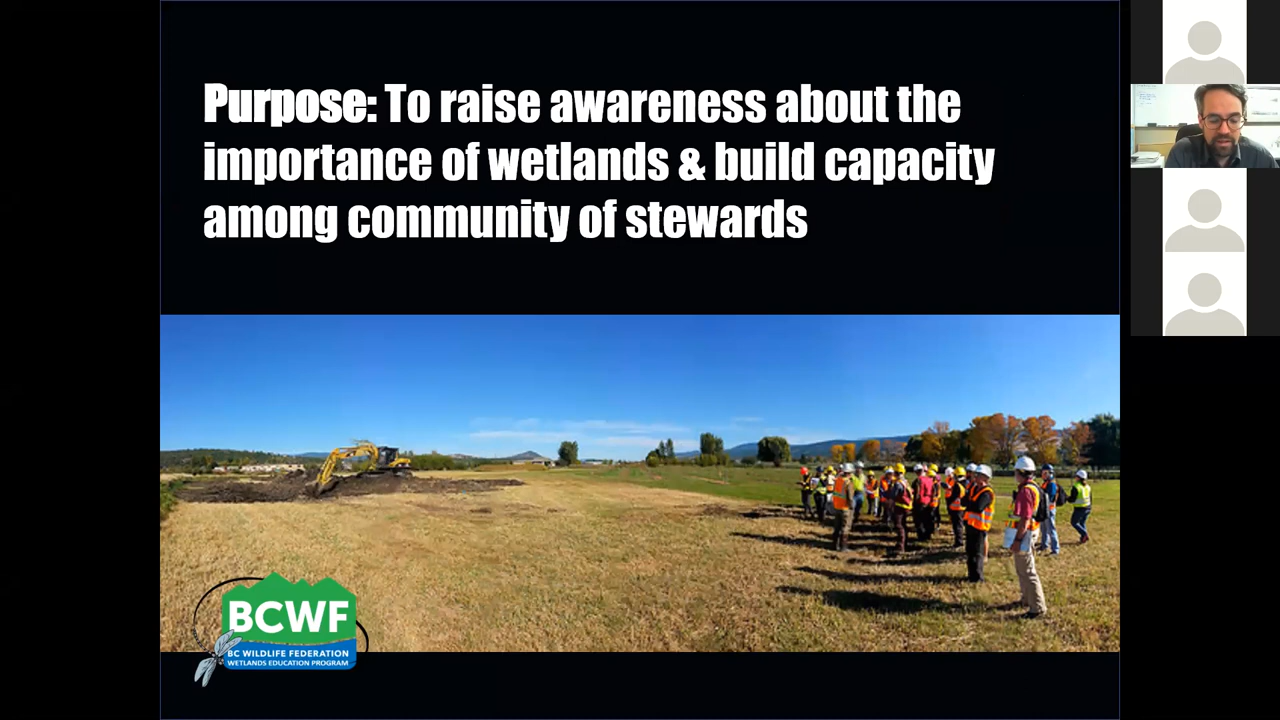 Purpose: To raise awareness about the
importance of wetlands & build capacity
among community of stewards
BCWF
BC WILDLIFE FEDERATION
WETLANDS EDUCATION PROGRAM